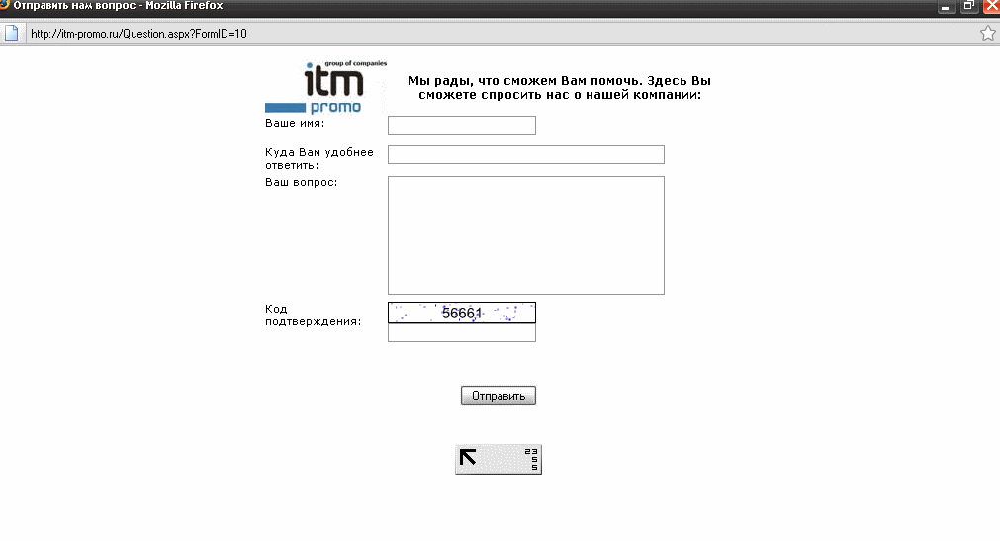 Отправить нам вопрос - Mozilla Firefox
http://itm-promo.ru/Question.aspx?FormID=10
group of companies
itm
promo
Мы рады, что сможем Вам помочь. Здесь Вы
сможете спросить нас о нашей компании:
Ваше имя:
Куда Вам удобнее
ответить:
Ваш вопрос:
Код
подтверждения:
56661
Отправить
23
5
5